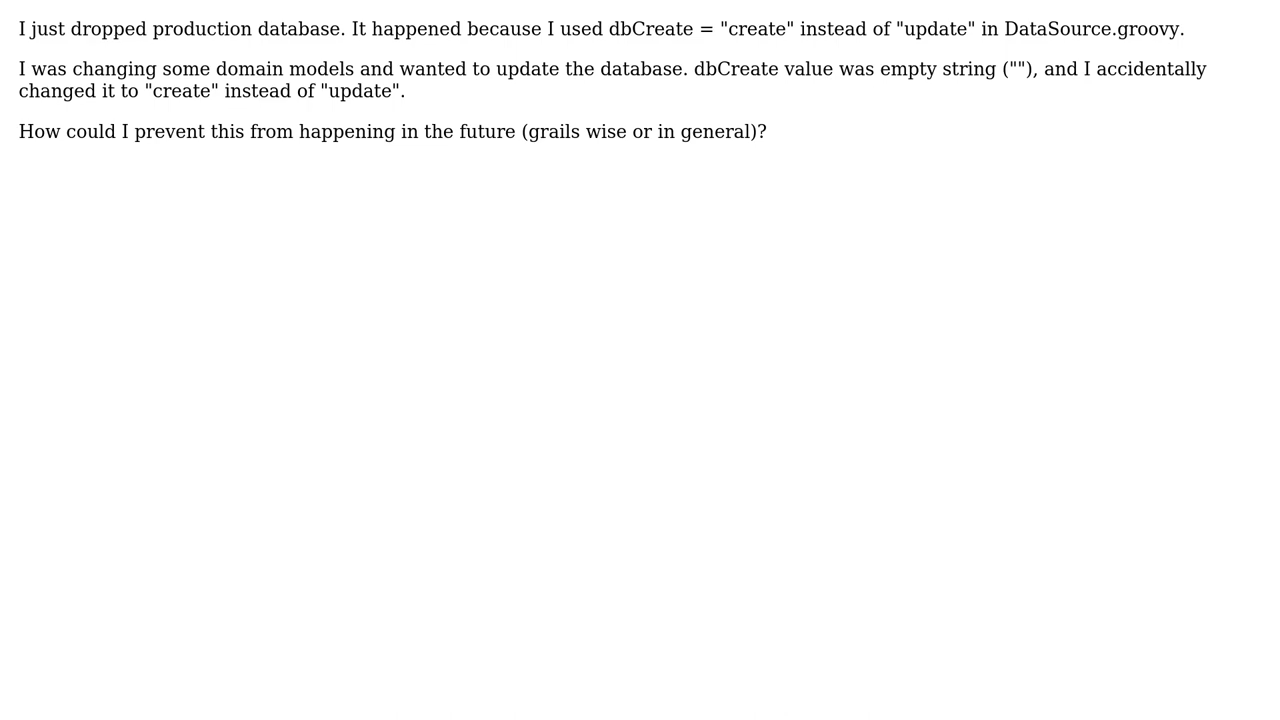 I just dropped production database. It happened because I used dbCreate = "create" instead of "update" in DataSource.groovy.
I was changing some domain models and wanted to update the database. dbCreate value was empty string (""), and I accidentally
changed it to "create" instead of "update".
How could I prevent this from happening in the future (grails wise or in general)?